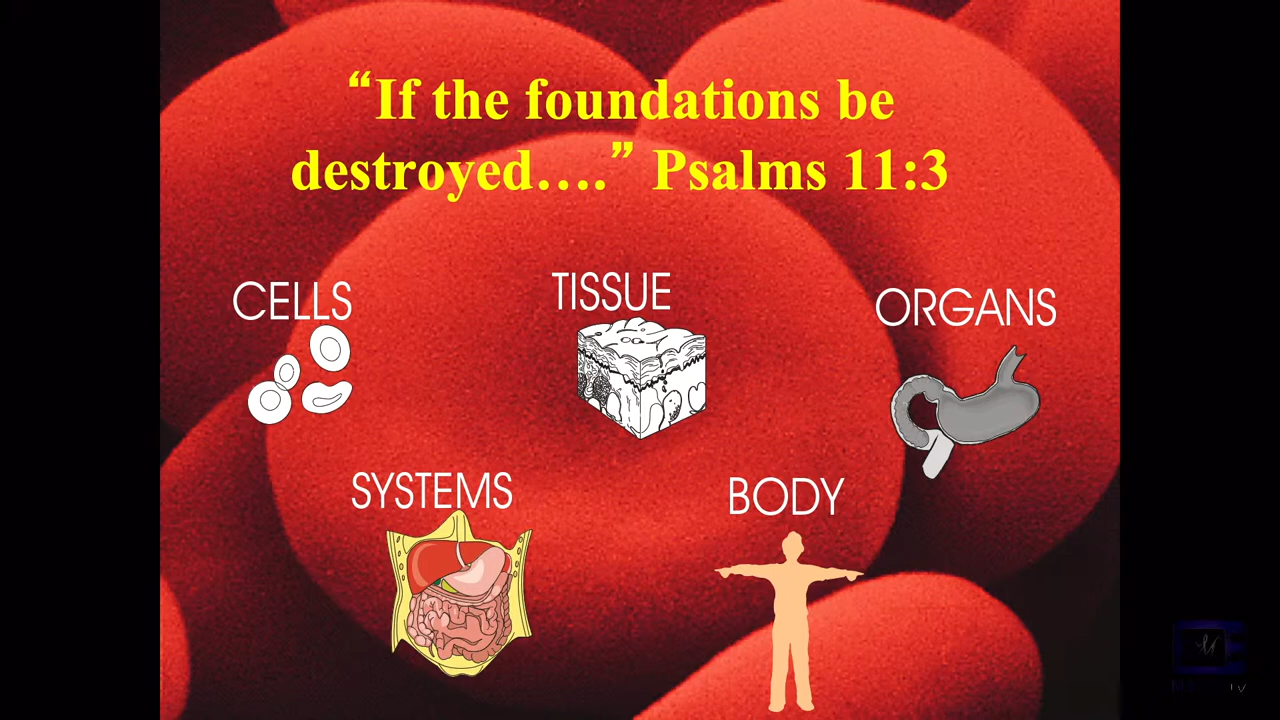 “If the foundations be
destroyed….” Psalms 11:3
CELLS
TISSUE
ORGANS
SYSTEMS
BODY